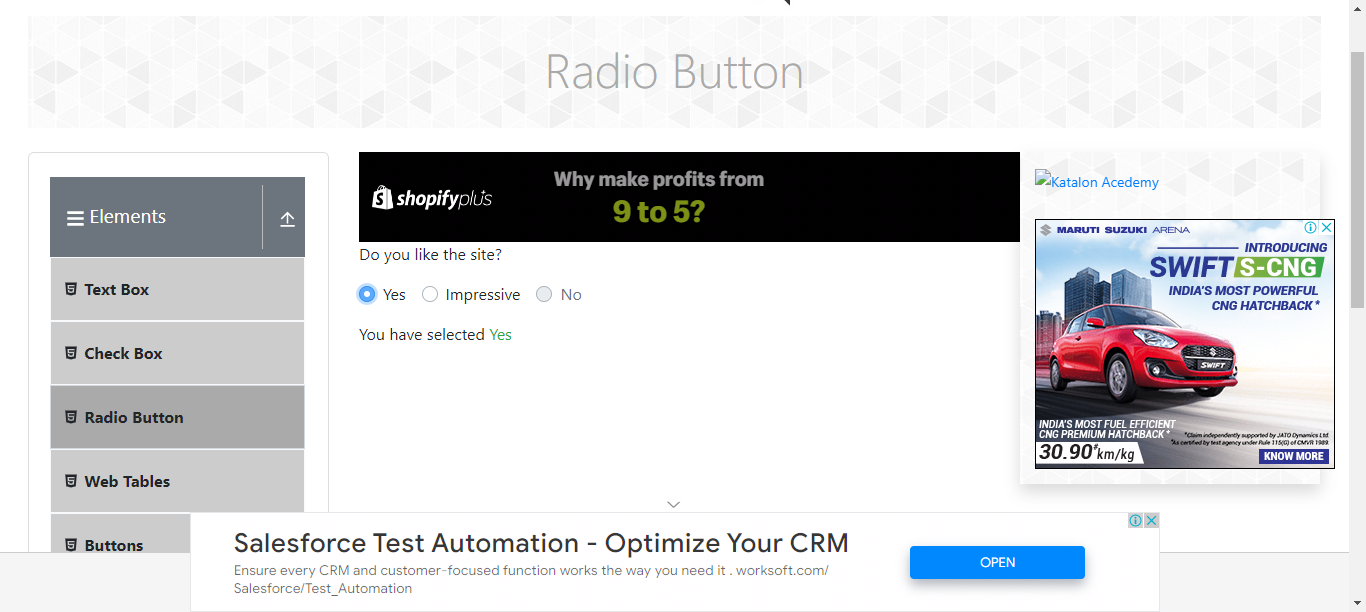 Radio Button
Elements
Text Box
Check Box
Radio Button
Web Tables
Buttons
shopifyplus
Why make profits from
9 to 5?
Do you like the site?
Yes Impressive No
You have selected Yes
Katalon Acedemy
MARUTI SUZUKI ARENA
INTRODUCING
SWIFT S-CNG
INDIA'S MOST POWERFUL
CNG HATCHBACK*
SWIFT
INDIA'S MOST FUEL EFFICIENT
CNG PREMIUM HATCHBACK*
30.90#km/kg
*Claim independently supported by JATO Dynamics Ltd.
#As certified by test agency under Rule 115(G) of CMVR 1989.
KNOW MORE
Salesforce Test Automation - Optimize Your CRM
Ensure every CRM and customer-focused function works the way you need it . worksoft.com/
Salesforce/Test_Automation
OPEN